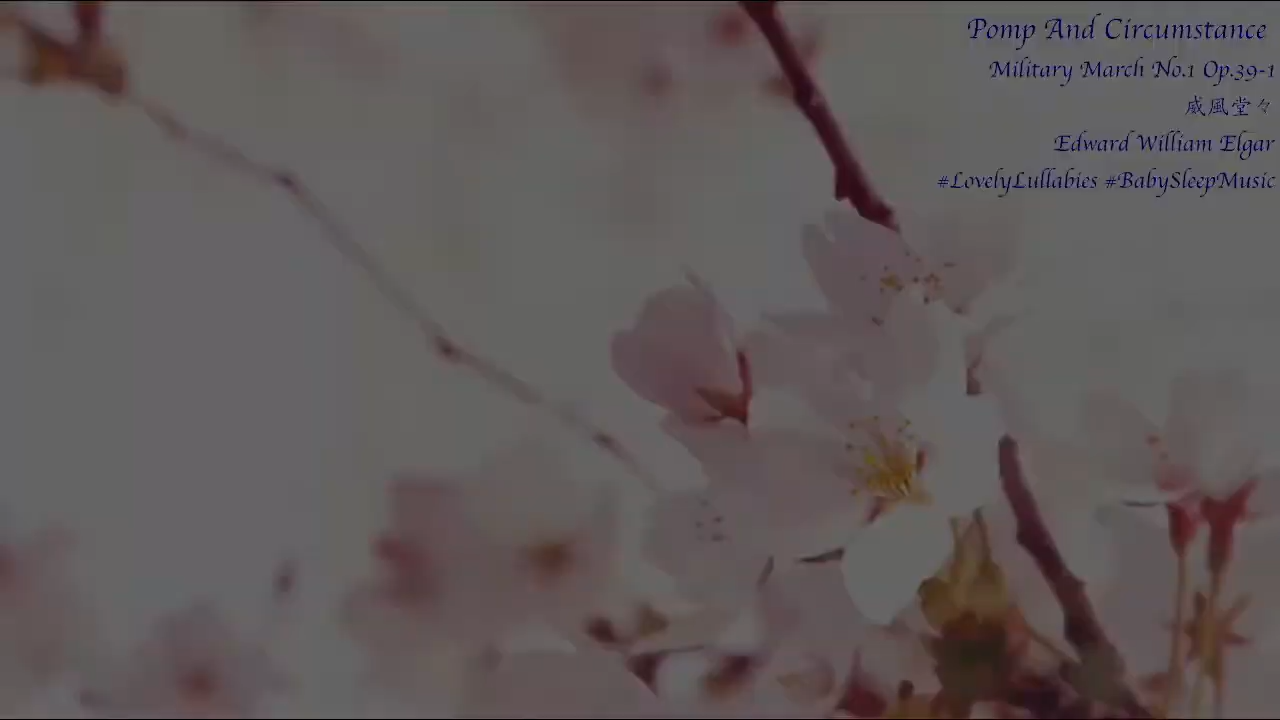 Pomp And Circumstance
Military March No.1 Op.39-1
威風堂々
Edward William Elgar
#LovelyLullabies #BabySleepMusic